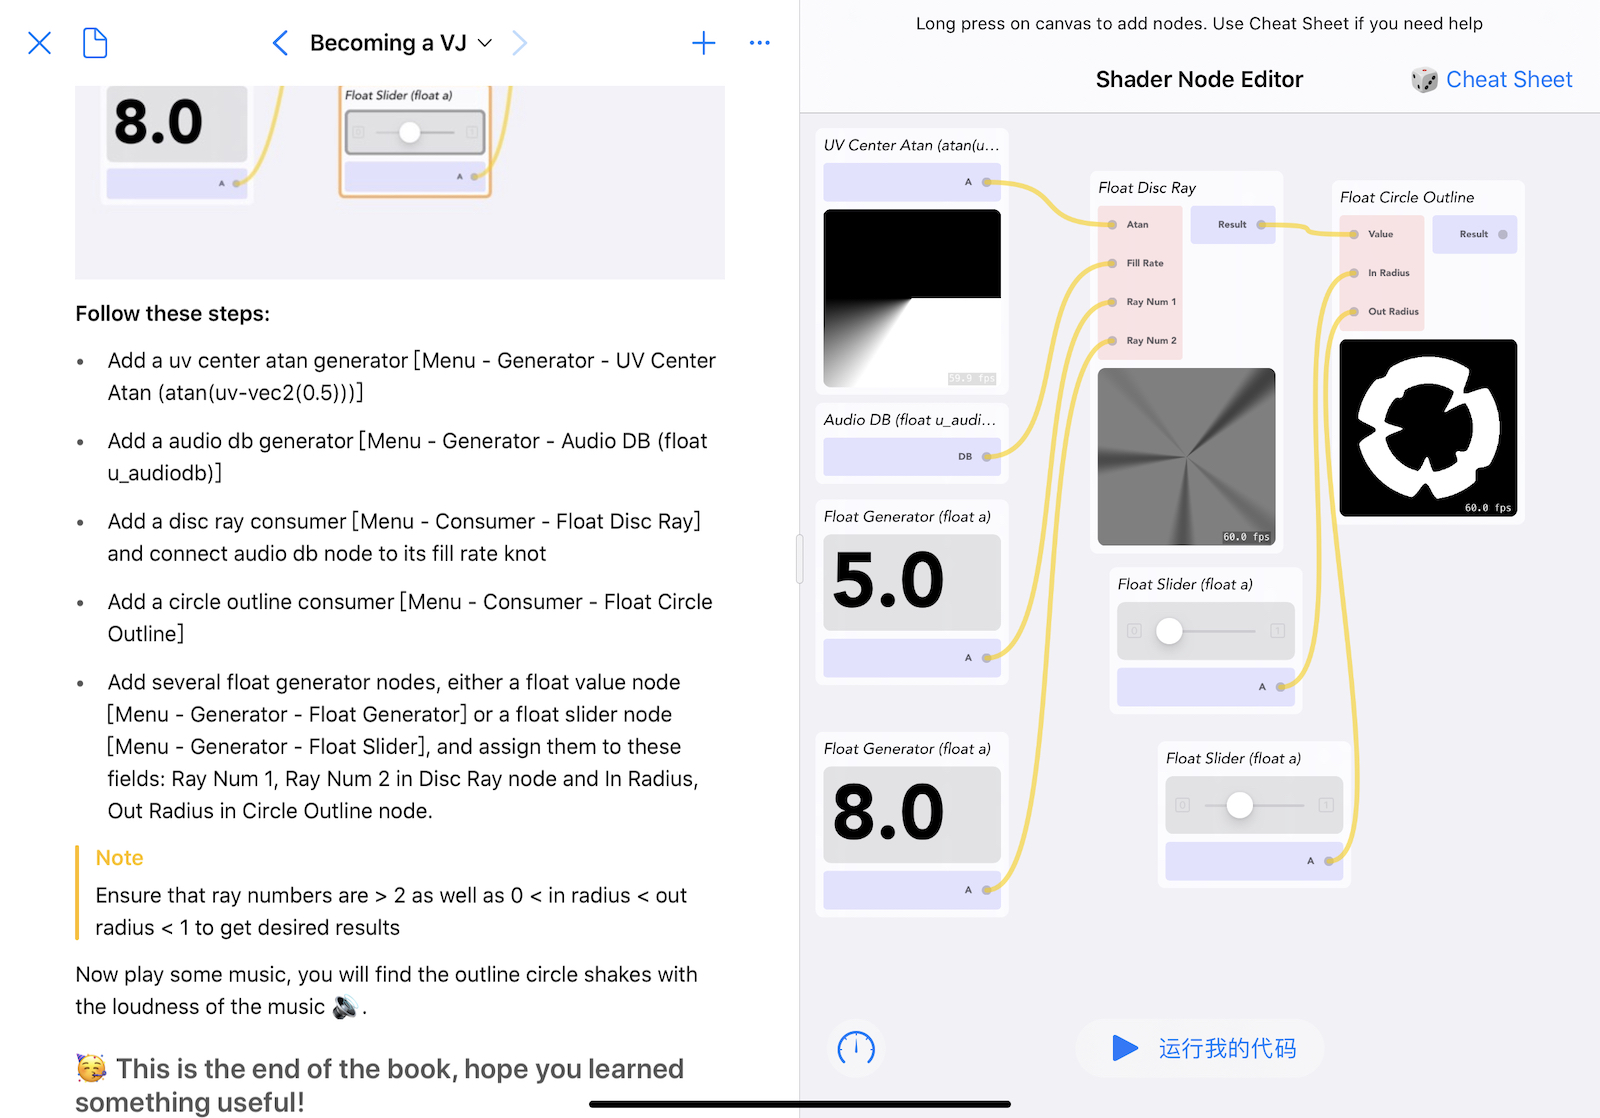 Becoming a VJ
8.0
A
Float Slider (float a)
0
1
A
Follow these steps:
• Add a uv center atan generator [Menu - Generator - UV Center
Atan (atan(uv-vec2(0.5)))]
• Add a audio db generator [Menu - Generator - Audio DB (float
u_audiodb)]
• Add a disc ray consumer [Menu - Consumer - Float Disc Ray]
and connect audio db node to its fill rate knot
• Add a circle outline consumer [Menu - Consumer - Float Circle
Outline]
• Add several float generator nodes, either a float value node
[Menu - Generator - Float Generator] or a float slider node
[Menu - Generator - Float Slider], and assign them to these
fields: Ray Num 1, Ray Num 2 in Disc Ray node and In Radius,
Out Radius in Circle Outline node.
Note
Ensure that ray numbers are > 2 as well as 0 < in radius < out
radius < 1 to get desired results
Now play some music, you will find the outline circle shakes with
the loudness of the music 🔊.
🥳 This is the end of the book, hope you learned
something useful!
Long press on canvas to add nodes. Use Cheat Sheet if you need help
Shader Node Editor
🎲 Cheat Sheet
UV Center Atan (atan(u...
A
59.9 fps
Audio DB (float u_audi...
DB
Float Generator (float a)
5.0
A
Float Generator (float a)
8.0
A
Float Disc Ray
Atan
Result
Fill Rate
Ray Num 1
Ray Num 2
60.0 fps
Float Slider (float a)
0
1
A
Float Slider (float a)
0
1
A
Float Circle Outline
Value
Result
In Radius
Out Radius
60.0 fps
运行我的代码